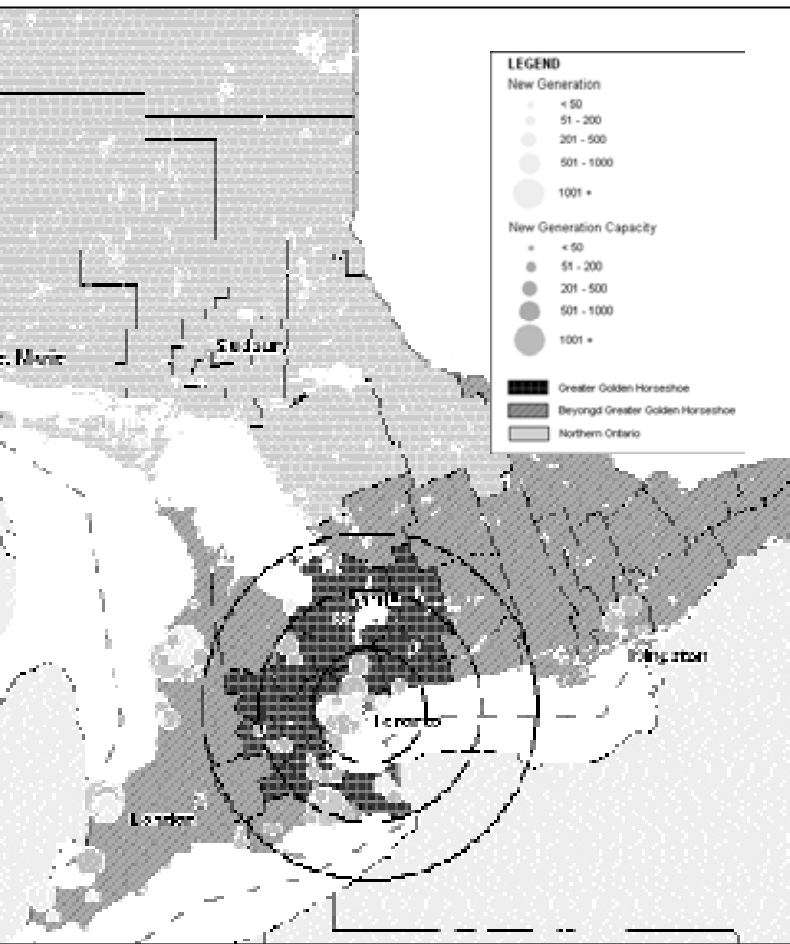 LEGEND
New Generation
< 50
51 - 200
201 - 500
501 - 1000
1001 +
New Generation Capacity
< 50
51 - 200
201 - 500
501 - 1000
1001 +
Greater Golden Horseshoe
Beyongd Greater Golden Horseshoe
Northern Ontario
Marie
Sudbury
Kingston
Toronto
London